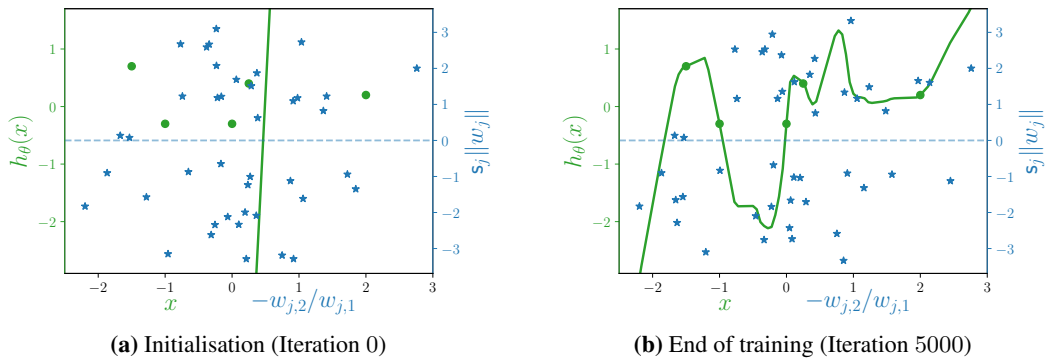 1
0
−1
−2
h_θ(x)
3
2
1
0
−1
−2
−3
s_j||w_j||
−2 −1 0 1 2 3
x
−w_{j,2}/w_{j,1}
(a) Initialisation (Iteration 0)
1
0
−1
−2
h_θ(x)
3
2
1
0
−1
−2
−3
s_j||w_j||
−2 −1 0 1 2 3
x
−w_{j,2}/w_{j,1}
(b) End of training (Iteration 5000)